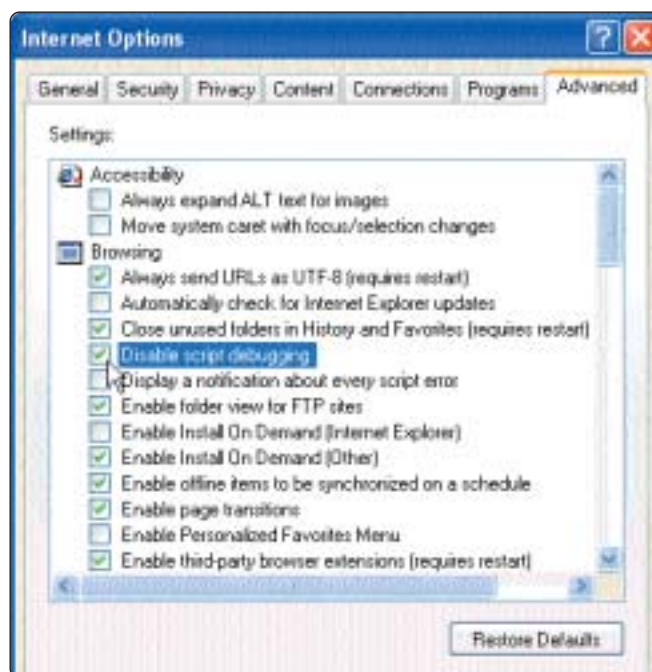 Internet Options
General Security Privacy Content Connections Programs Advanced
Settings:
Accessibility
Always expand ALT text for images
Move system caret with focus/selection changes
Browsing
Always send URLs as UTF-8 (requires restart)
Automatically check for Internet Explorer updates
Close unused folders in History and Favorites (requires restart)
Disable script debugging
Display a notification about every script error
Enable folder view for FTP sites
Enable Install On Demand (Internet Explorer)
Enable Install On Demand (Other)
Enable offline items to be synchronized on a schedule
Enable page transitions
Enable Personalized Favorites Menu
Enable third-party browser extensions (requires restart)
Restore Defaults